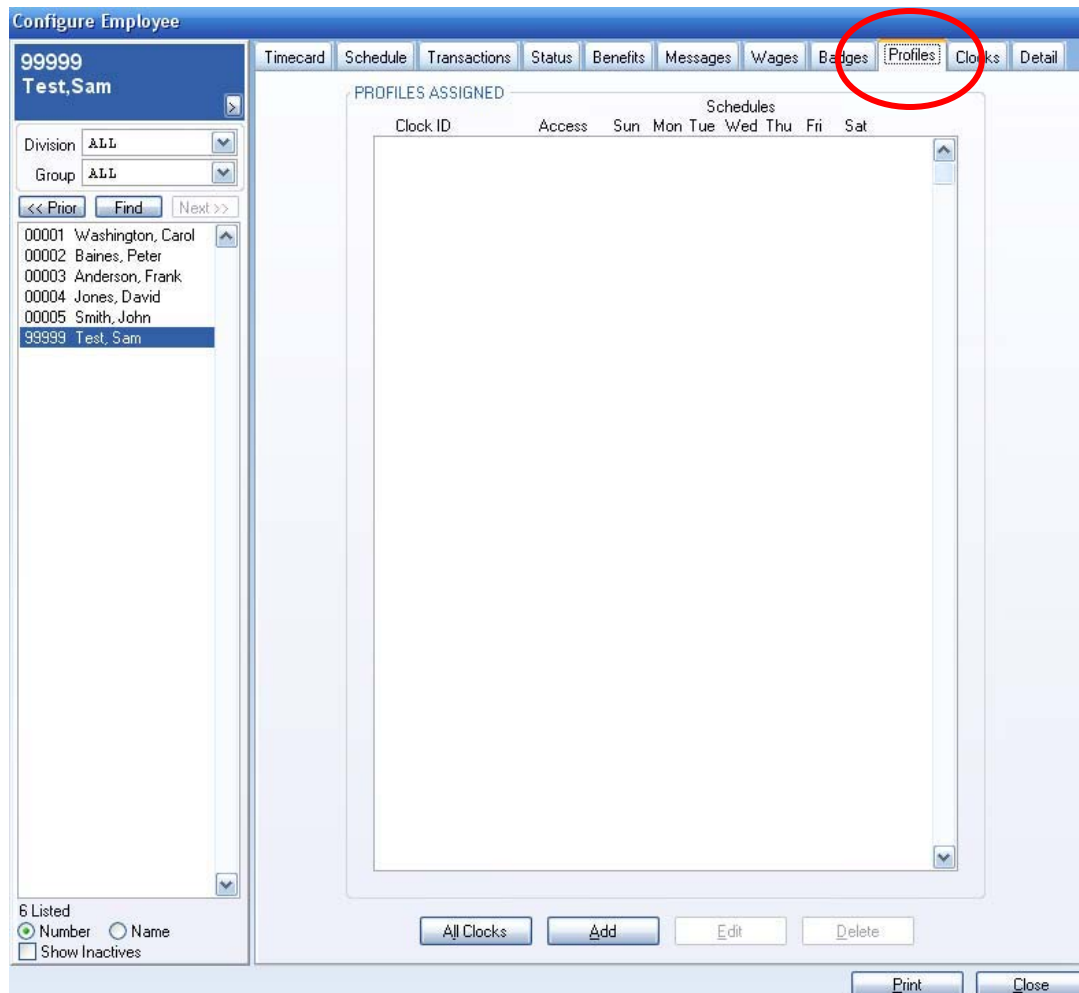 Configure Employee
99999
Test,Sam
>
Division ALL
Group ALL
<< Prior Find Next >>
00001 Washington, Carol
00002 Baines, Peter
00003 Anderson, Frank
00004 Jones, David
00005 Smith, John
99999 Test, Sam
6 Listed
Number Name
Show Inactives
Timecard Schedule Transactions Status Benefits Messages Wages Badges Profiles Clocks Detail
PROFILES ASSIGNED
Schedules
Clock ID Access Sun Mon Tue Wed Thu Fri Sat
All Clocks Add Edit Delete
Print Close